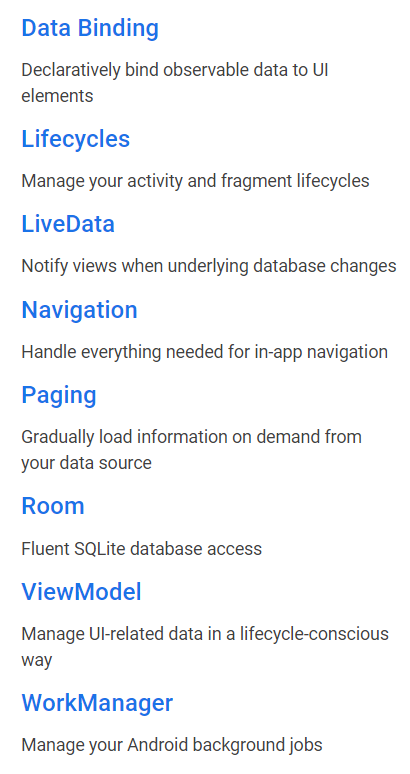 Data Binding
Declaratively bind observable data to UI
elements
Lifecycles
Manage your activity and fragment lifecycles
LiveData
Notify views when underlying database changes
Navigation
Handle everything needed for in-app navigation
Paging
Gradually load information on demand from
your data source
Room
Fluent SQLite database access
ViewModel
Manage UI-related data in a lifecycle-conscious
way
WorkManager
Manage your Android background jobs